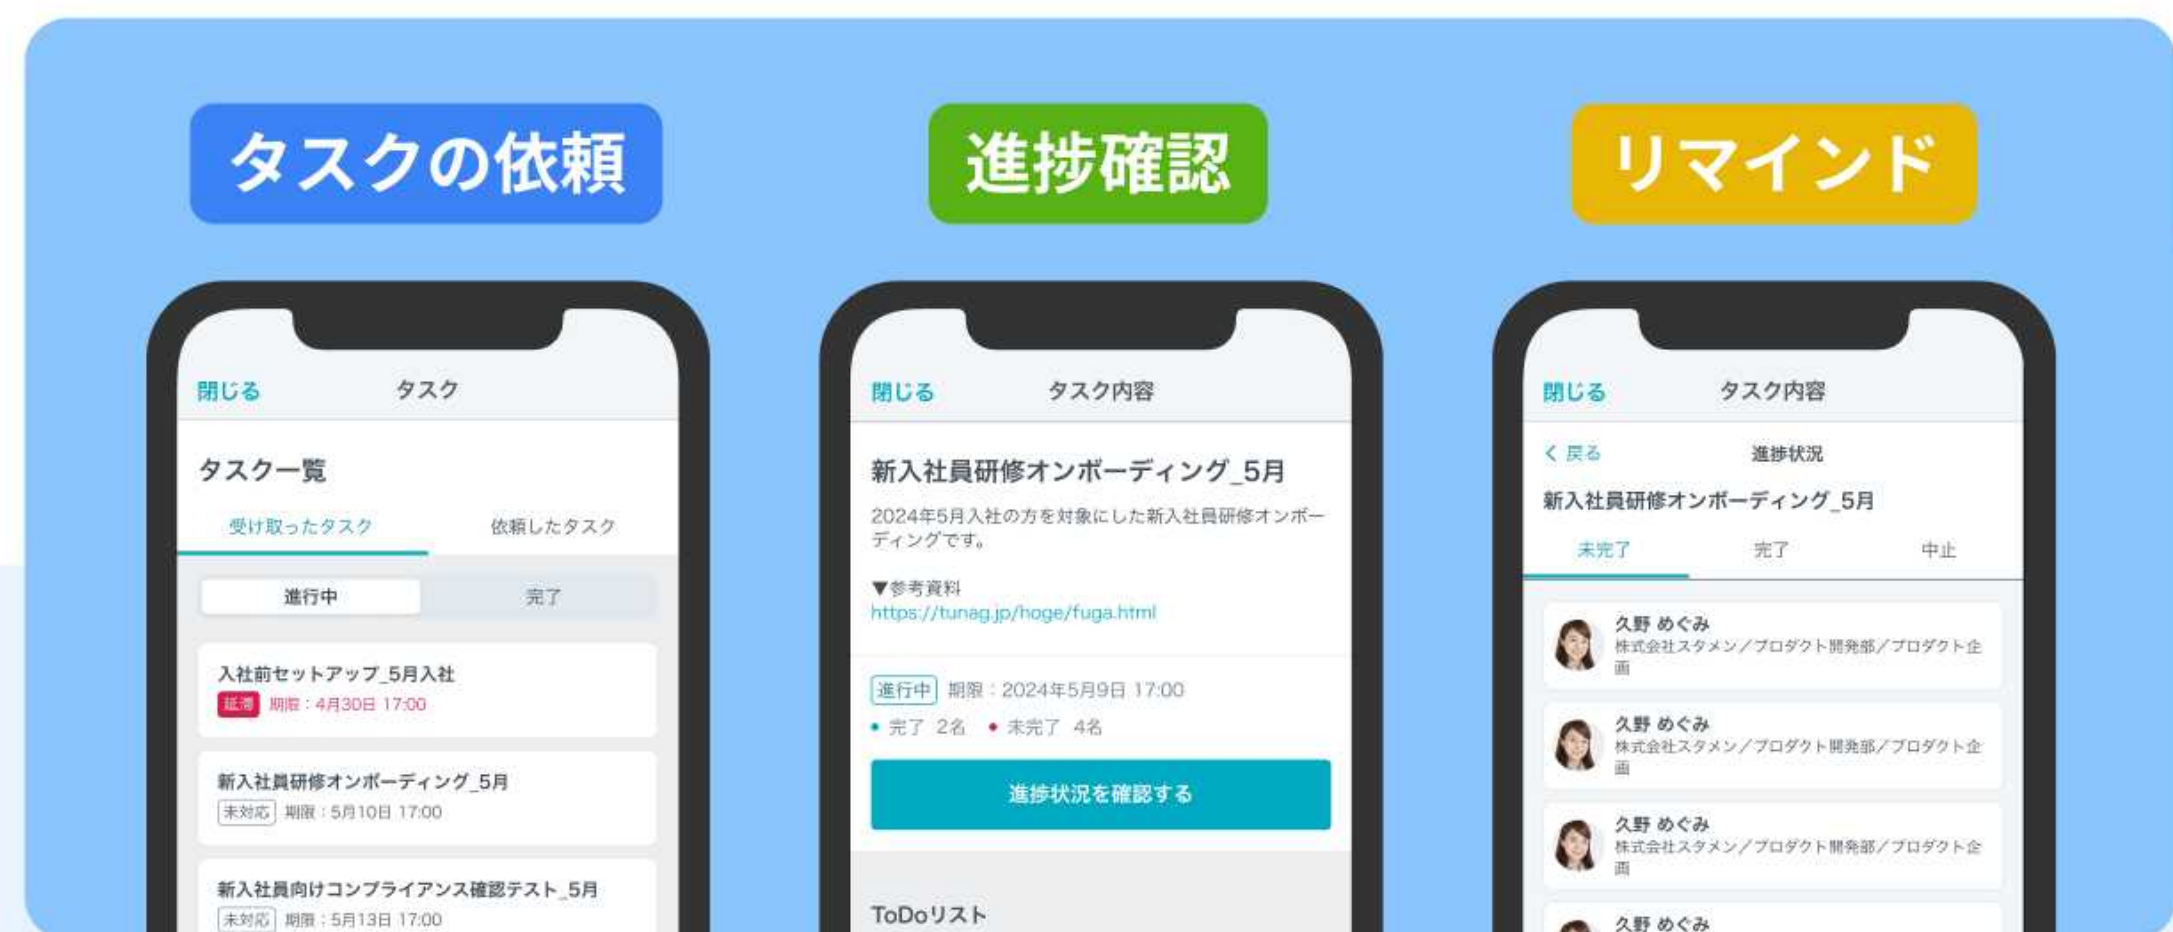 タスクの依頼
閉じる
タスク
タスク一覧
受け取ったタスク
依頼したタスク
進行中
完了
入社前セットアップ_5月入社
延滞 期限：4月30日 17:00
新入社員研修オンボーディング_5月
未対応 期限：5月10日 17:00
新入社員向けコンプライアンス確認テスト_5月
未対応 期限：5月13日 17:00
進捗確認
閉じる
タスク内容
新入社員研修オンボーディング_5月
2024年5月入社の方を対象にした新入社員研修オンボー
ディングです。
▼参考資料
https://tunag.jp/hoge/fuga.html
進行中 期限：2024年5月9日 17:00
• 完了 2名 • 未完了 4名
進捗状況を確認する
ToDoリスト
リマインド
閉じる
タスク内容
く 戻る
進捗状況
新入社員研修オンボーディング_5月
未完了
完了
中止
久野 めぐみ
株式会社スタメン／プロダクト開発部／プロダクト企
画
久野 めぐみ
株式会社スタメン／プロダクト開発部／プロダクト企
画
久野 めぐみ
株式会社スタメン／プロダクト開発部／プロダクト企
画
久野 めぐみ